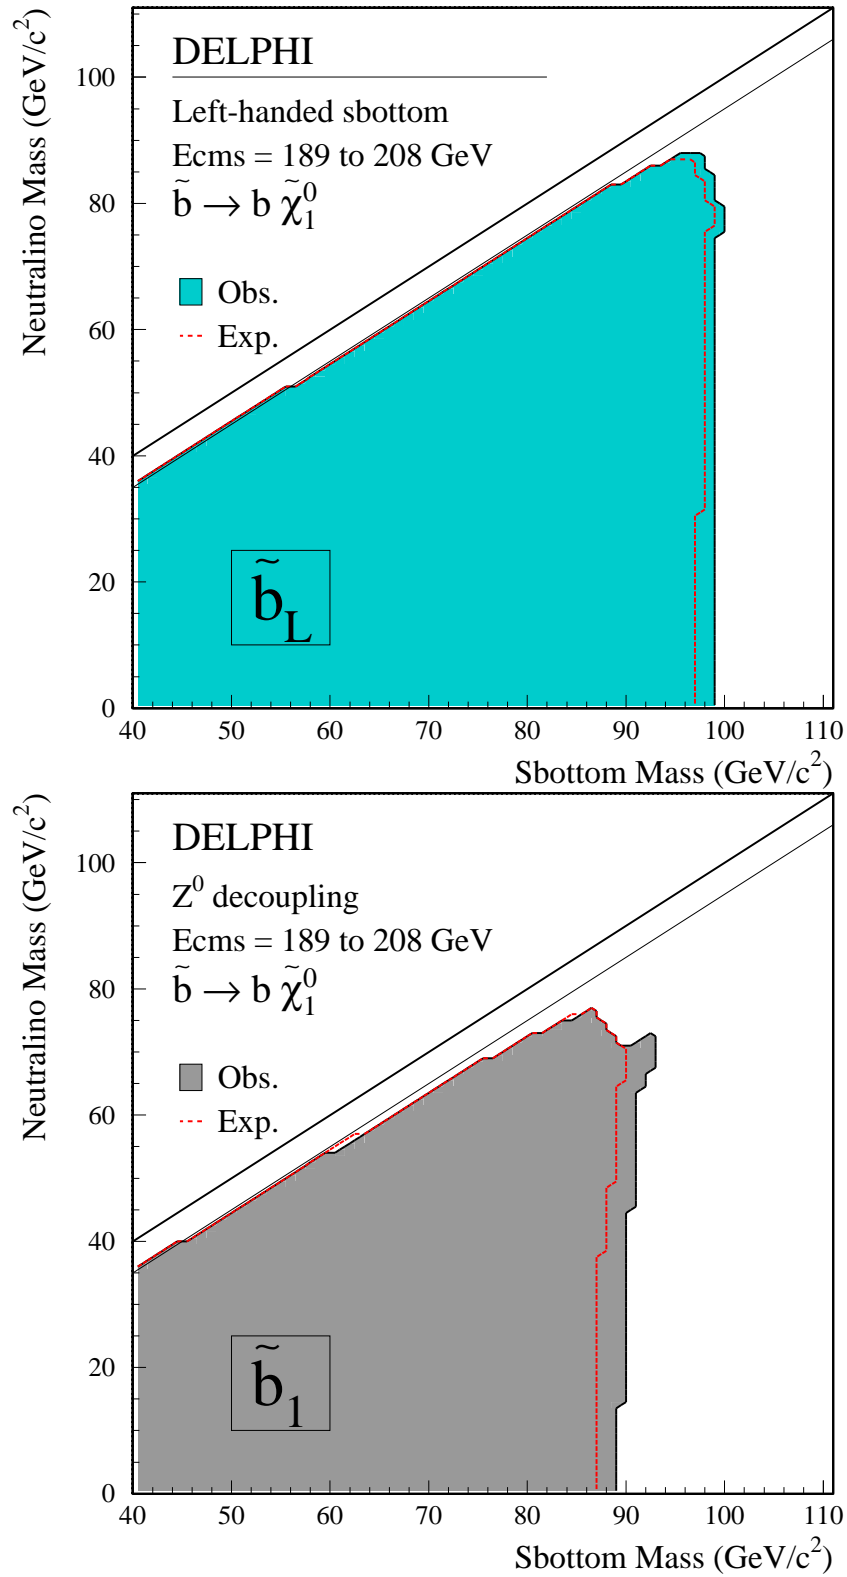 Neutralino Mass (GeV/c²)
DELPHI
Left-handed sbottom
Ecms = 189 to 208 GeV
b̃ → b χ̃₁⁰
Obs.
Exp.
b̃_L
100
80
60
40
20
0
40 50 60 70 80 90 100 110
Sbottom Mass (GeV/c²)
Neutralino Mass (GeV/c²)
DELPHI
Z⁰ decoupling
Ecms = 189 to 208 GeV
b̃ → b χ̃₁⁰
Obs.
Exp.
b̃₁
100
80
60
40
20
0
40 50 60 70 80 90 100 110
Sbottom Mass (GeV/c²)